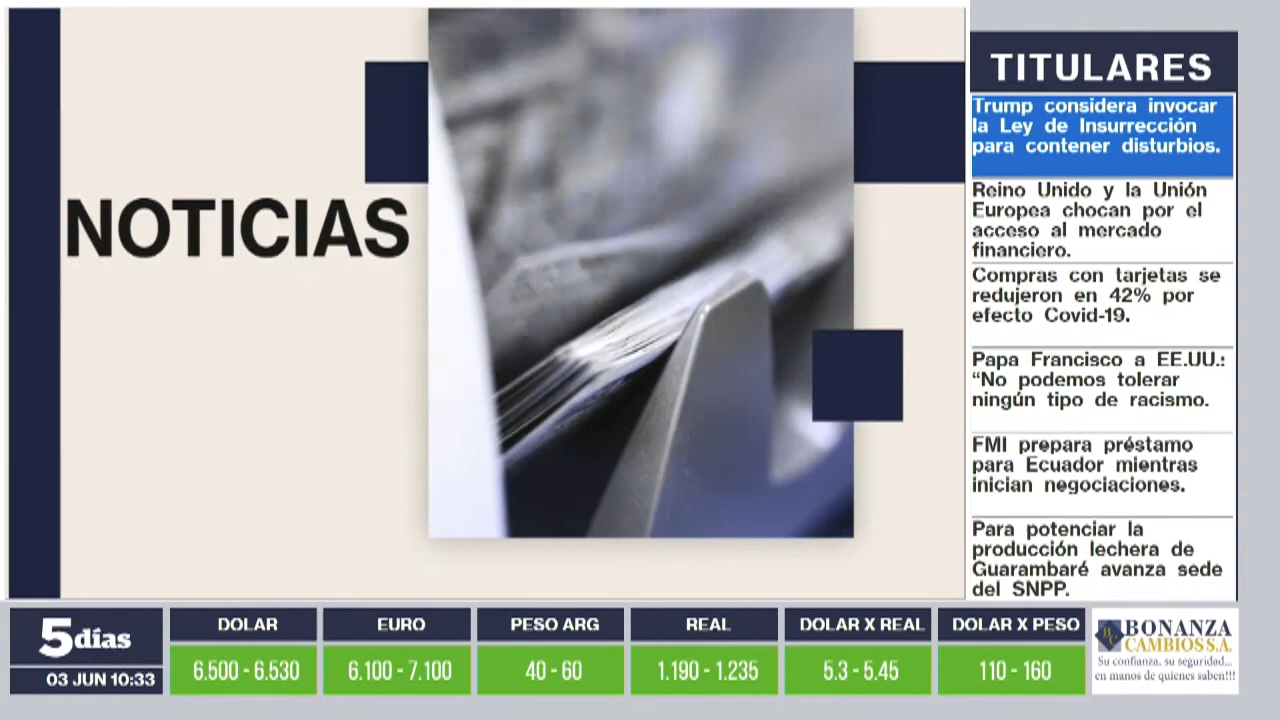 NOTICIAS
TITULARES
Trump considera invocar
la Ley de Insurrección
para contener disturbios.
Reino Unido y la Unión
Europea chocan por el
acceso al mercado
financiero.
Compras con tarjetas se
redujeron en 42% por
efecto Covid-19.
Papa Francisco a EE.UU.:
“No podemos tolerar
ningún tipo de racismo.
FMI prepara préstamo
para Ecuador mientras
inician negociaciones.
Para potenciar la
producción lechera de
Guarambaré avanza sede
del SNPP.
5días
03 JUN 10:33
DOLAR
6.500 - 6.530
EURO
6.100 - 7.100
PESO ARG
40 - 60
REAL
1.190 - 1.235
DOLAR X REAL
5.3 - 5.45
DOLAR X PESO
110 - 160
BONANZA
CAMBIOS S.A.
Su confianza, su seguridad...
en manos de quienes saben!!!